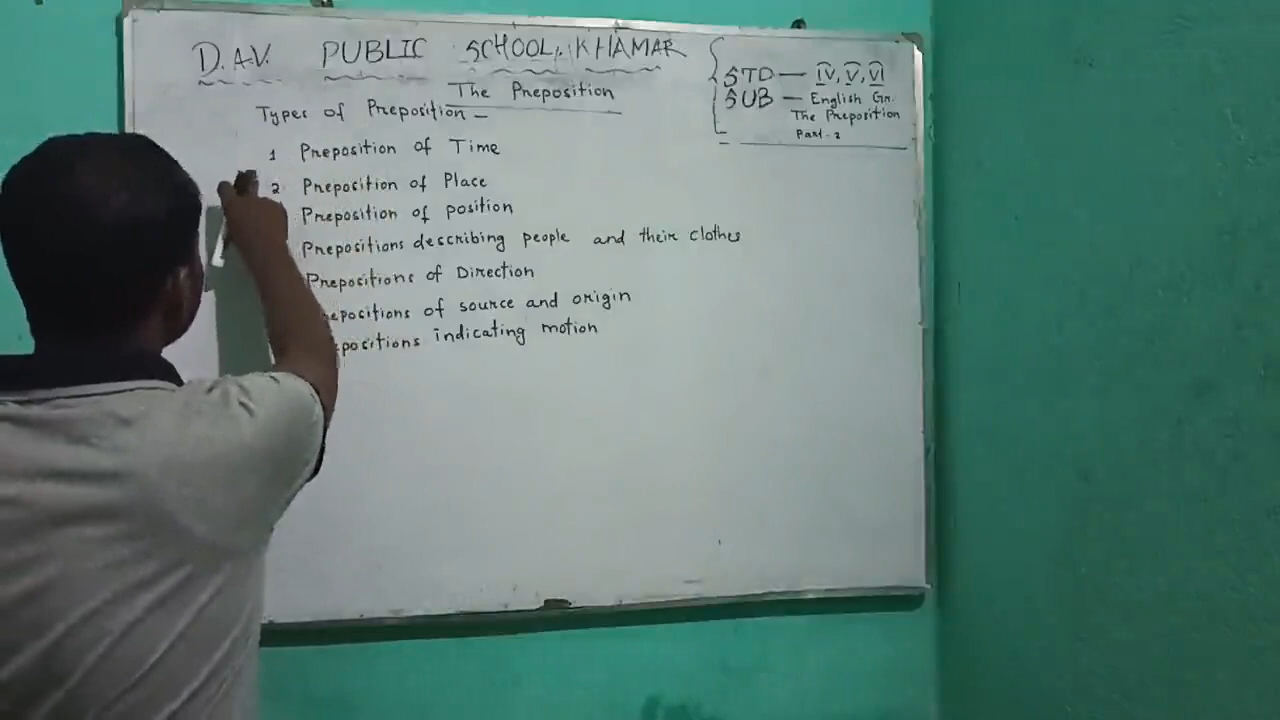 D.A.V. PUBLIC SCHOOL, KHAMAR
The Preposition
Types of Preposition -
1 Preposition of Time
2 Preposition of Place
Preposition of position
Prepositions describing people and their clothes
Prepositions of Direction
epositions of source and origin
positions indicating motion
STD — IV, V, VI
SUB — English Gr.
The Preposition
Part-2